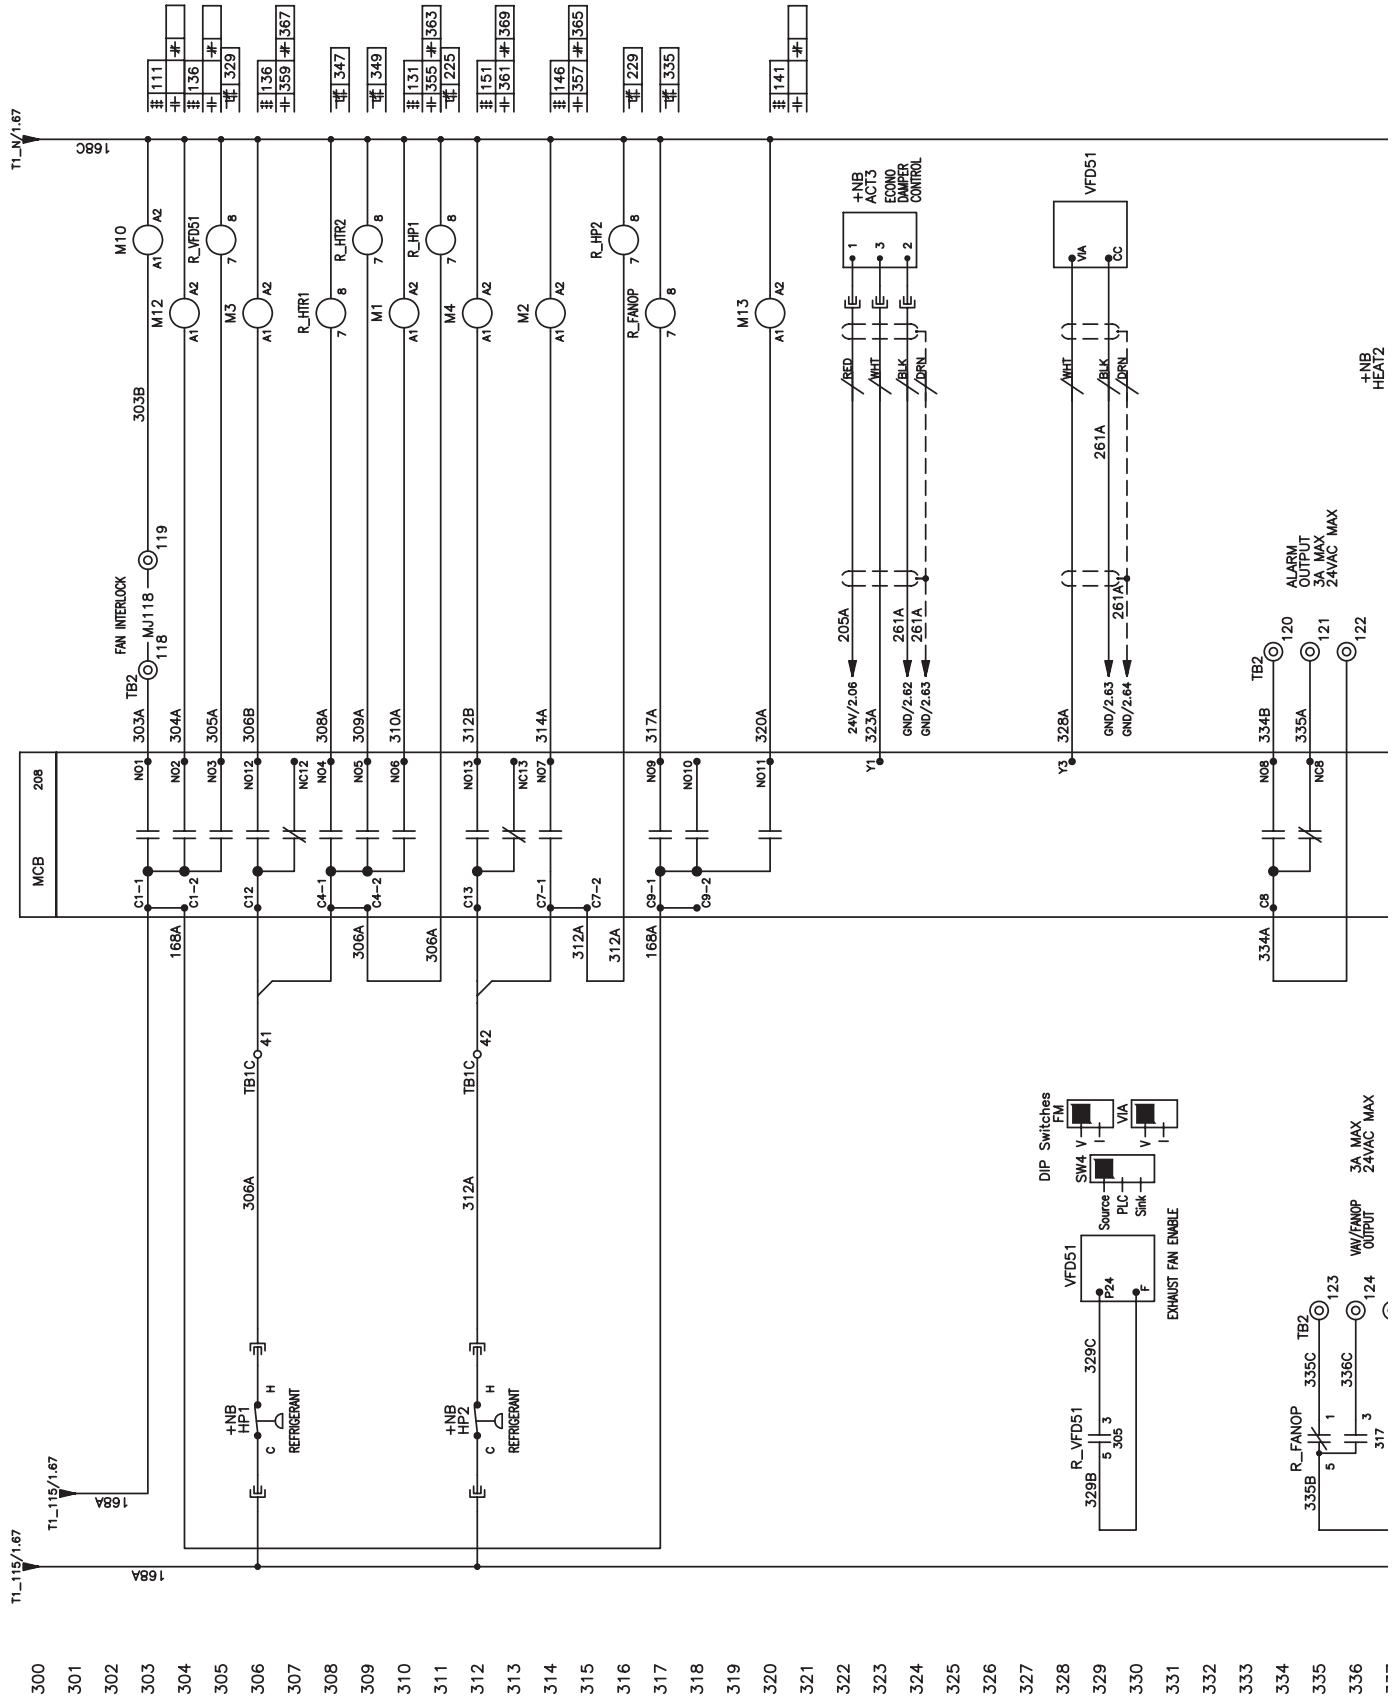 300
T1_115/1.67
T1_N/1.67
MCB
208
301
T1_115/1.67
302
168A
168C
303
168A
C1-1
NO1
303A
TB2
118
FAN INTERLOCK
MJ118
119
303B
A1
M10
A2
111
304
168A
C1-2
NO2
304A
A1
M12
A2
136
305
NO3
305A
7
R_VFD51
8
329
306
+NB
HP1
C
H
REFRIGERANT
306A
TB1C
41
C12
NO12
306B
A1
M3
A2
136
359
367
307
NC12
308
C4-1
NO4
308A
7
R_HTR1
8
347
309
306A
C4-2
NO5
309A
7
R_HTR2
8
349
310
NO6
310A
A1
M1
A2
131
355
363
311
306A
7
R_HP1
8
225
312
+NB
HP2
C
H
REFRIGERANT
312A
TB1C
42
C13
NO13
312B
A1
M4
A2
151
361
369
313
NC13
314
C7-1
NO7
314A
A1
M2
A2
146
357
365
315
312A
C7-2
316
312A
7
R_HP2
8
229
317
168A
C9-1
NO9
317A
7
R_FANOP
8
335
318
C9-2
NO10
319
320
NO11
320A
A1
M13
A2
141
321
322
24V/2.06
205A
RED
1
+NB
ACT3
ECONO
DAMPER
CONTROL
323
Y1
323A
WHT
3
324
GND/2.62
261A
BLK
2
GND/2.63
261A
DRN
325
326
327
328
DIP Switches
FM
V
I
Y3
328A
WHT
VIA
VFD51
329
R_VFD51
329B
5
3
305
329C
VFD51
P24
SW4
Source
PLC
Sink
GND/2.63
261A
BLK
CC
330
F
VIA
V
I
GND/2.64
261A
DRN
331
EXHAUST FAN ENABLE
332
333
334
334A
C8
NO8
334B
TB2
120
ALARM
OUTPUT
3A MAX
24VAC MAX
335
R_FANOP
335B
5
1
335C
TB2
123
NC8
335A
121
336
3
317
336C
124
VAV/FANOP
OUTPUT
3A MAX
24VAC MAX
122
+NB
HEAT2